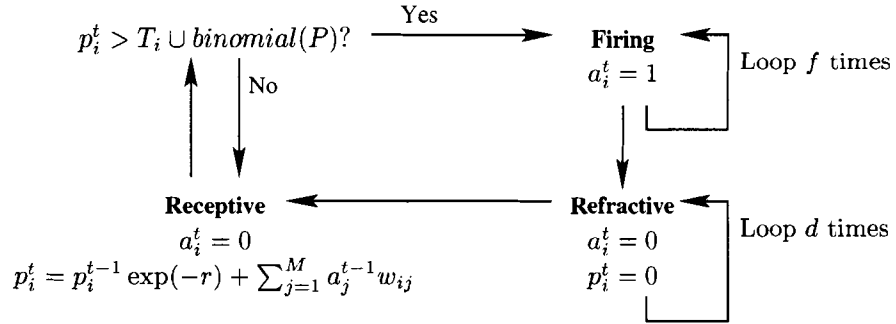 Yes
p_i^t > T_i ∪ binomial(P)?
Firing
a_i^t = 1
Loop f times
No
Receptive
a_i^t = 0
p_i^t = p_i^{t-1} exp(-r) + ∑_{j=1}^{M} a_j^{t-1} w_{ij}
Refractive
a_i^t = 0
p_i^t = 0
Loop d times